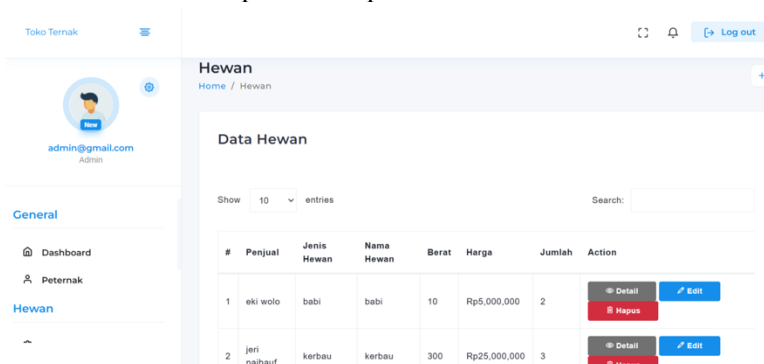 Toko Ternak
Log out
New
admin@gmail.com
Admin
General
Dashboard
Peternak
Hewan
Hewan
Home / Hewan
+
Data Hewan
Show 10 entries
Search:
# Penjual Jenis Hewan Nama Hewan Berat Harga Jumlah Action
1 eki wolo babi babi 10 Rp5,000,000 2 Detail Edit Hapus
2 jeri naibauf kerbau kerbau 300 Rp25,000,000 3 Detail Edit Hapus